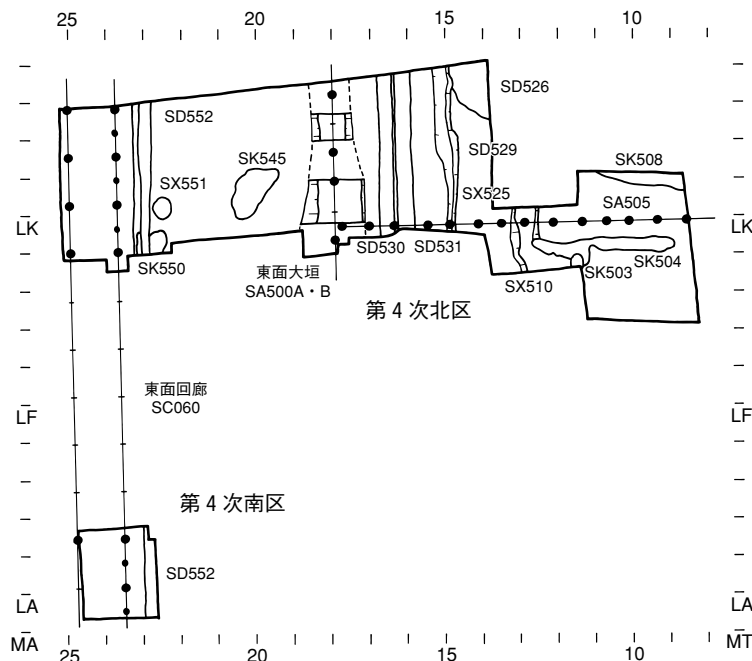 25 20 15 10
SD552
SD526
SK545
SD529
SK508
SX551
SX525
SA505
LK
LK
SD530
SD531
SK550
SK504
SK503
東面大垣
SA500A・B
SX510
第4次北区
東面回廊
SC060
LF
LF
第4次南区
SD552
LA
LA
MA
MT
25 20 15 10